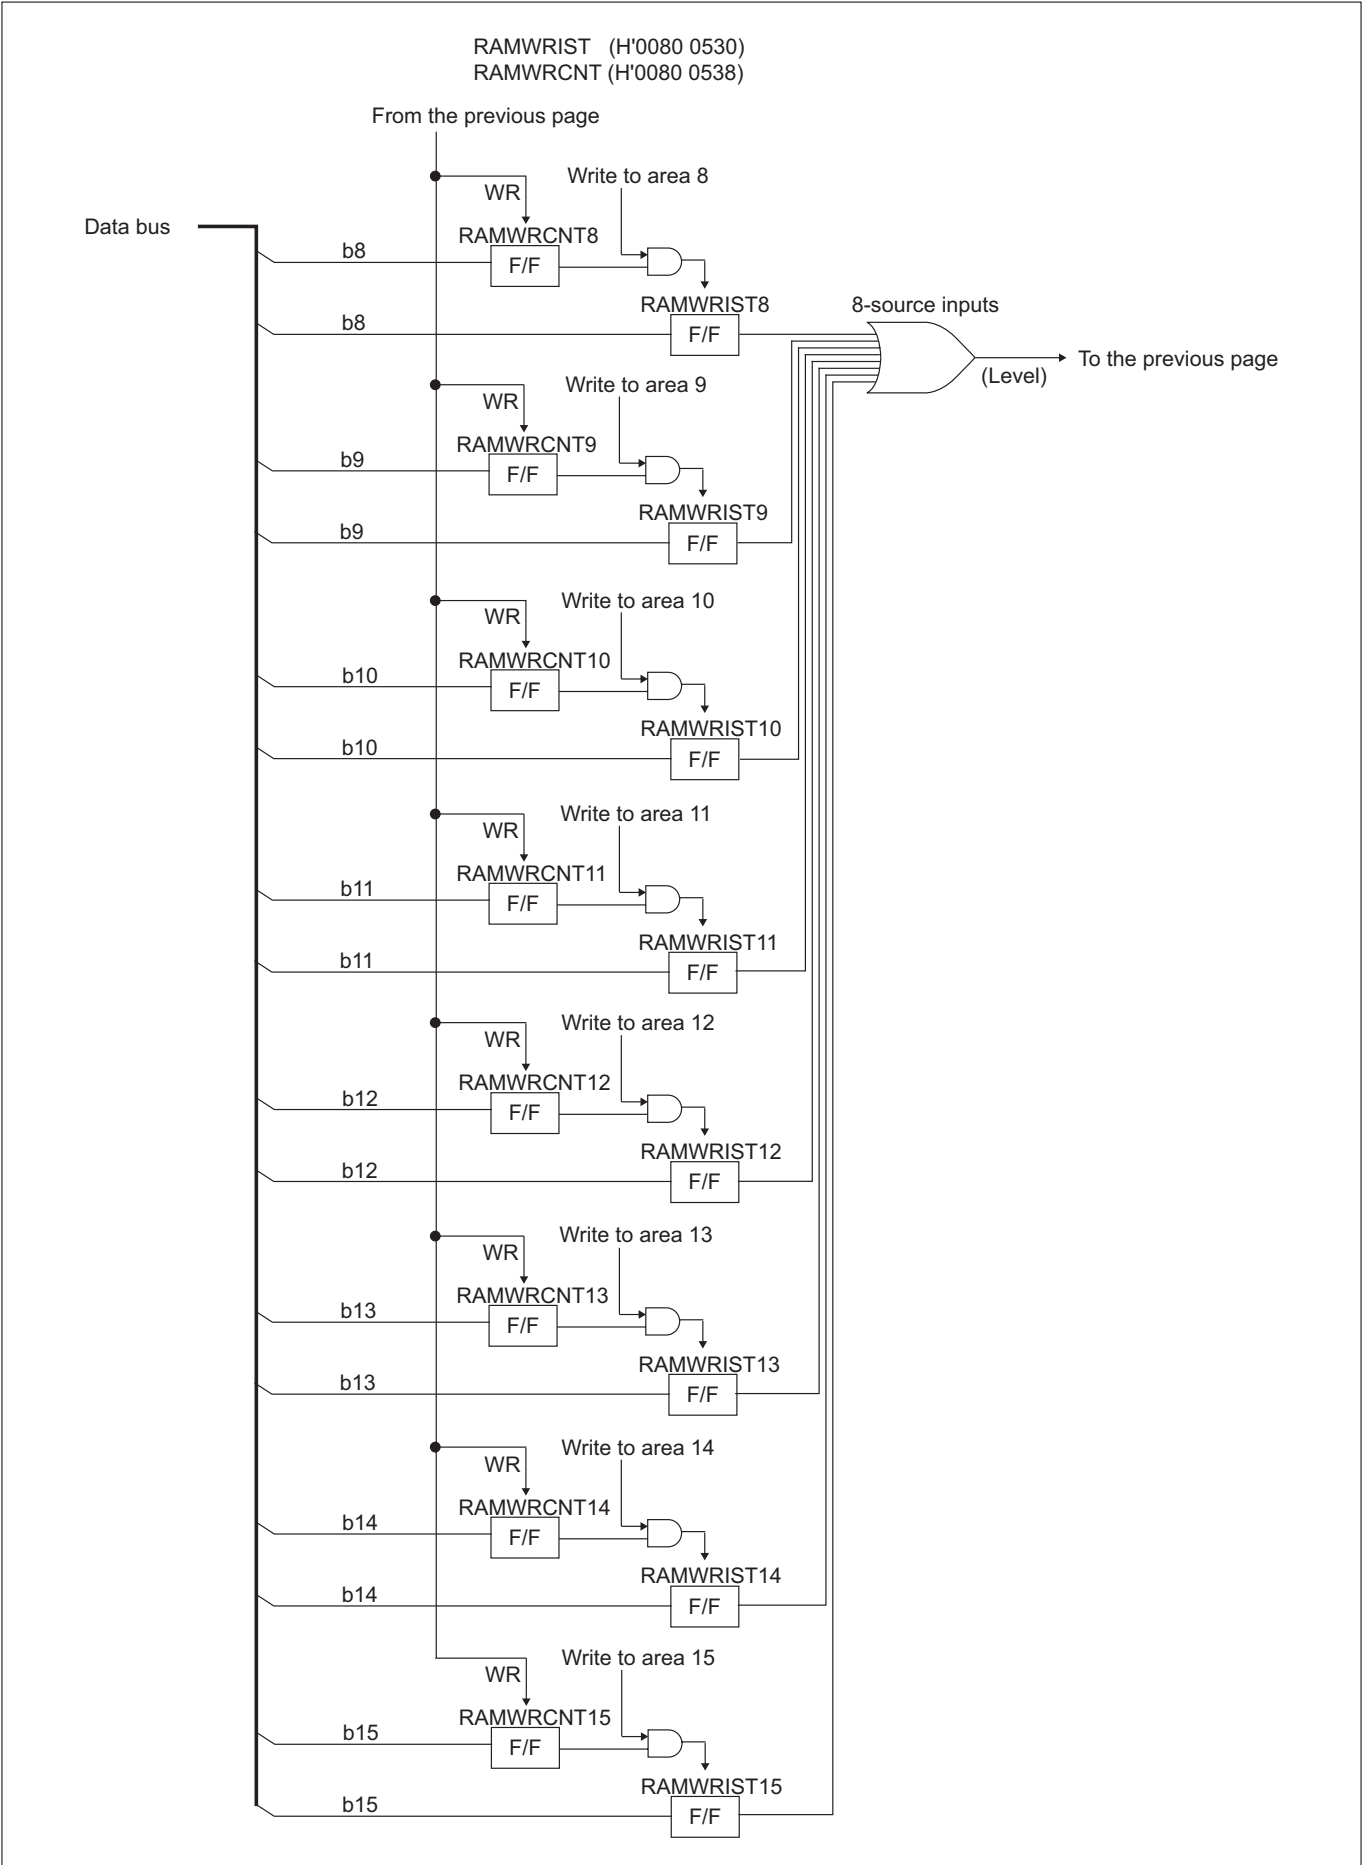 RAMWRIST (H'0080 0530)
RAMWRCNT (H'0080 0538)
From the previous page
Write to area 8
WR
Data bus
RAMWRCNT8
b8
F/F
RAMWRIST8
8-source inputs
b8
F/F
To the previous page
(Level)
Write to area 9
WR
RAMWRCNT9
b9
F/F
RAMWRIST9
b9
F/F
Write to area 10
WR
RAMWRCNT10
b10
F/F
RAMWRIST10
b10
F/F
Write to area 11
WR
RAMWRCNT11
b11
F/F
RAMWRIST11
b11
F/F
Write to area 12
WR
RAMWRCNT12
b12
F/F
RAMWRIST12
b12
F/F
Write to area 13
WR
RAMWRCNT13
b13
F/F
RAMWRIST13
b13
F/F
Write to area 14
WR
RAMWRCNT14
b14
F/F
RAMWRIST14
b14
F/F
Write to area 15
WR
RAMWRCNT15
b15
F/F
RAMWRIST15
b15
F/F